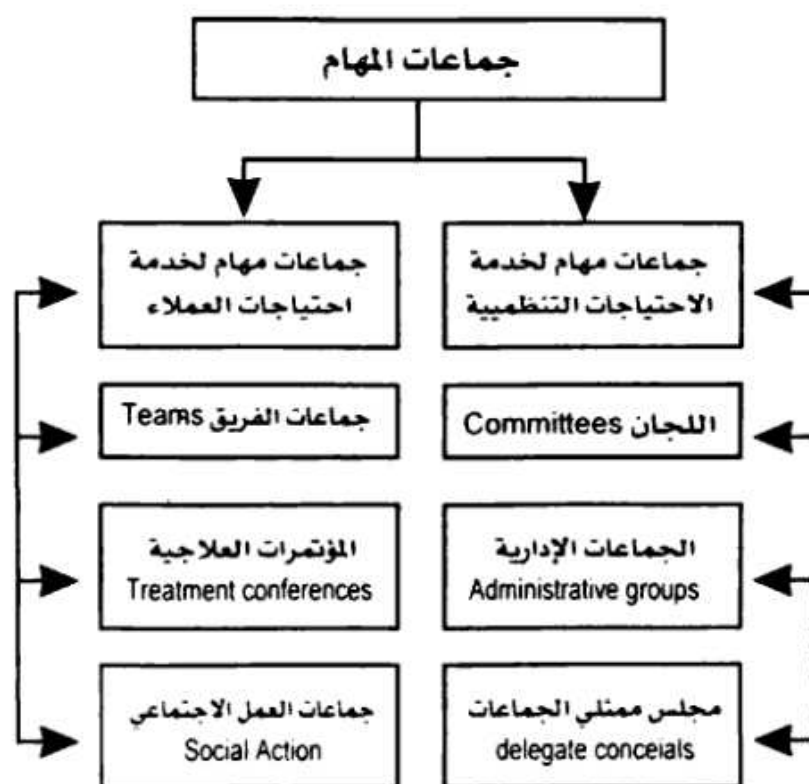 جماعات المهام
جماعات مهام لخدمة
الاحتياجات التنظميية
جماعات مهام لخدمة
احتياجات العملاء
اللجان Committees
جماعات الفريق Teams
الجماعات الإدارية
Administrative groups
المؤتمرات العلاجية
Treatment conferences
مجلس ممثلي الجماعات
delegate conceials
جماعات العمل الاجتماعي
Social Action